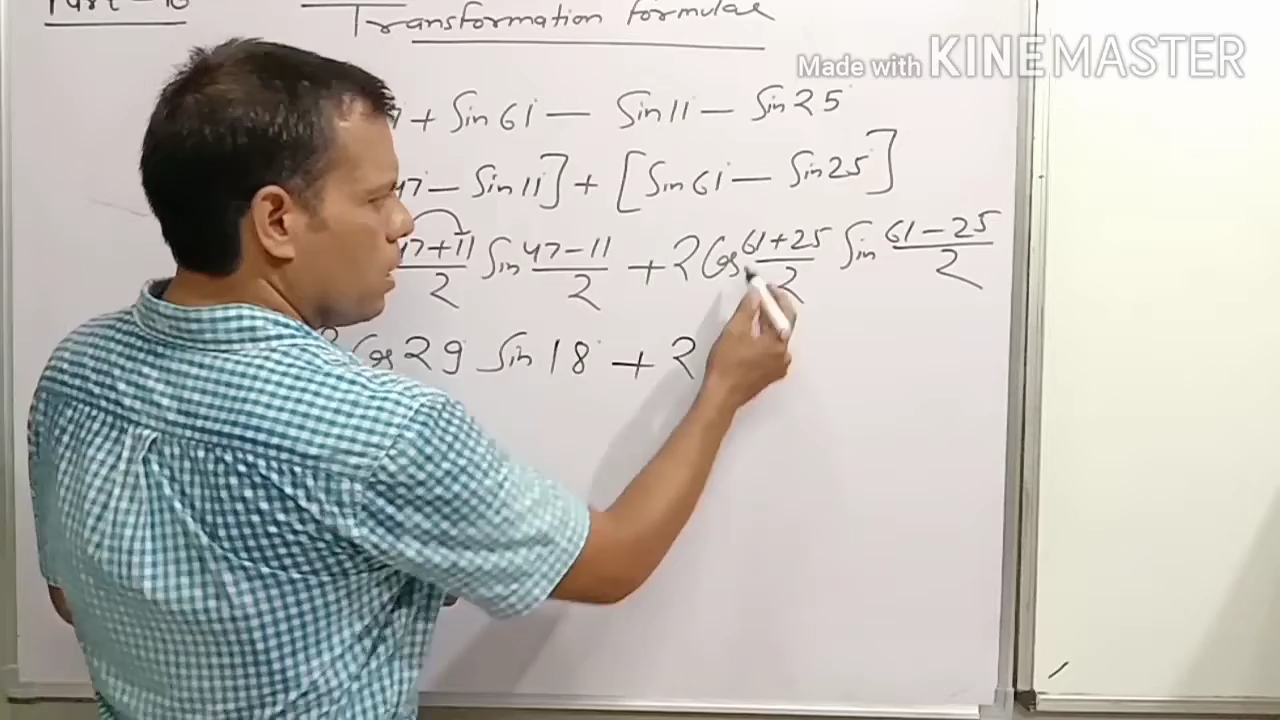 Transformation formulae
Made with KINEMASTER
+ Sin 61 — Sin 11 — Sin 25
47 — Sin 11] + [Sin 61 — Sin 25]
47+11/2 Sin 47-11/2 + 2 Cos 61+25/2 Sin 61-25/2
Cos 29 Sin 18 + 2